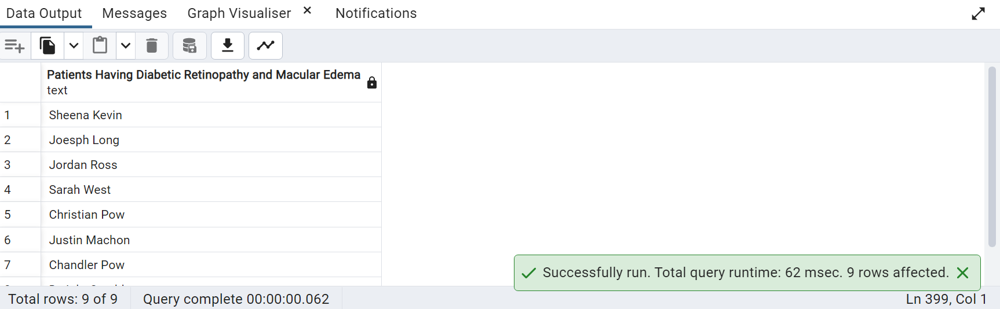 Data Output Messages Graph Visualiser Notifications
Patients Having Diabetic Retinopathy and Macular Edema
text
1 Sheena Kevin
2 Joesph Long
3 Jordan Ross
4 Sarah West
5 Christian Pow
6 Justin Machon
7 Chandler Pow
Successfully run. Total query runtime: 62 msec. 9 rows affected.
Total rows: 9 of 9 Query complete 00:00:00.062 Ln 399, Col 1